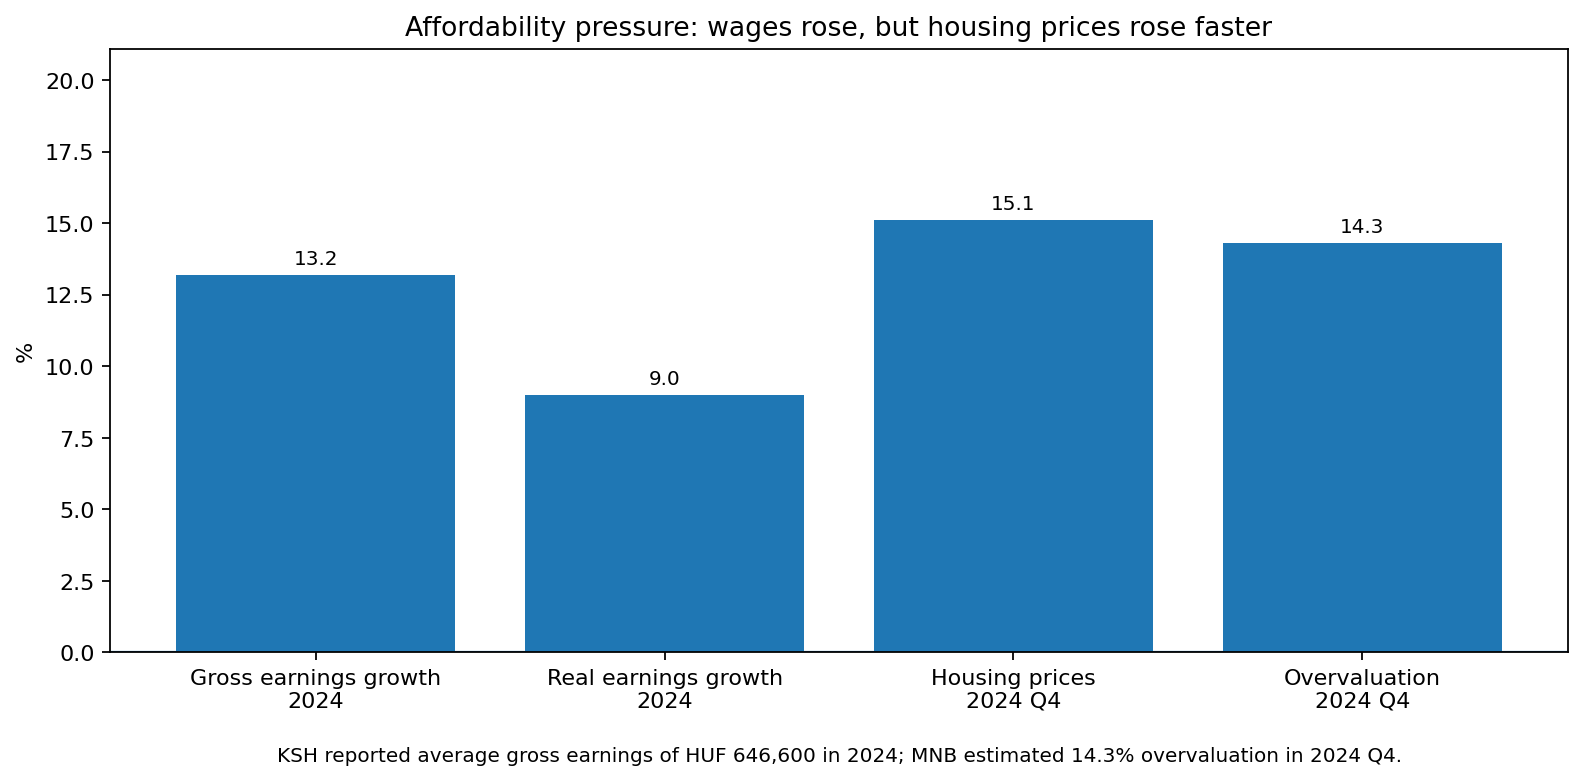 Affordability pressure: wages rose, but housing prices rose faster
%
20.0
17.5
15.0
12.5
10.0
7.5
5.0
2.5
0.0
13.2
9.0
15.1
14.3
Gross earnings growth
2024
Real earnings growth
2024
Housing prices
2024 Q4
Overvaluation
2024 Q4
KSH reported average gross earnings of HUF 646,600 in 2024; MNB estimated 14.3% overvaluation in 2024 Q4.